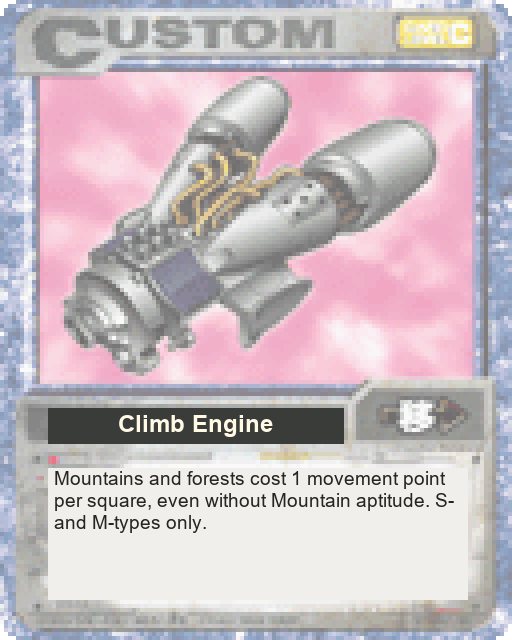 CUSTOM
C
Climb Engine
Mountains and forests cost 1 movement point
per square, even without Mountain aptitude. S-
and M-types only.